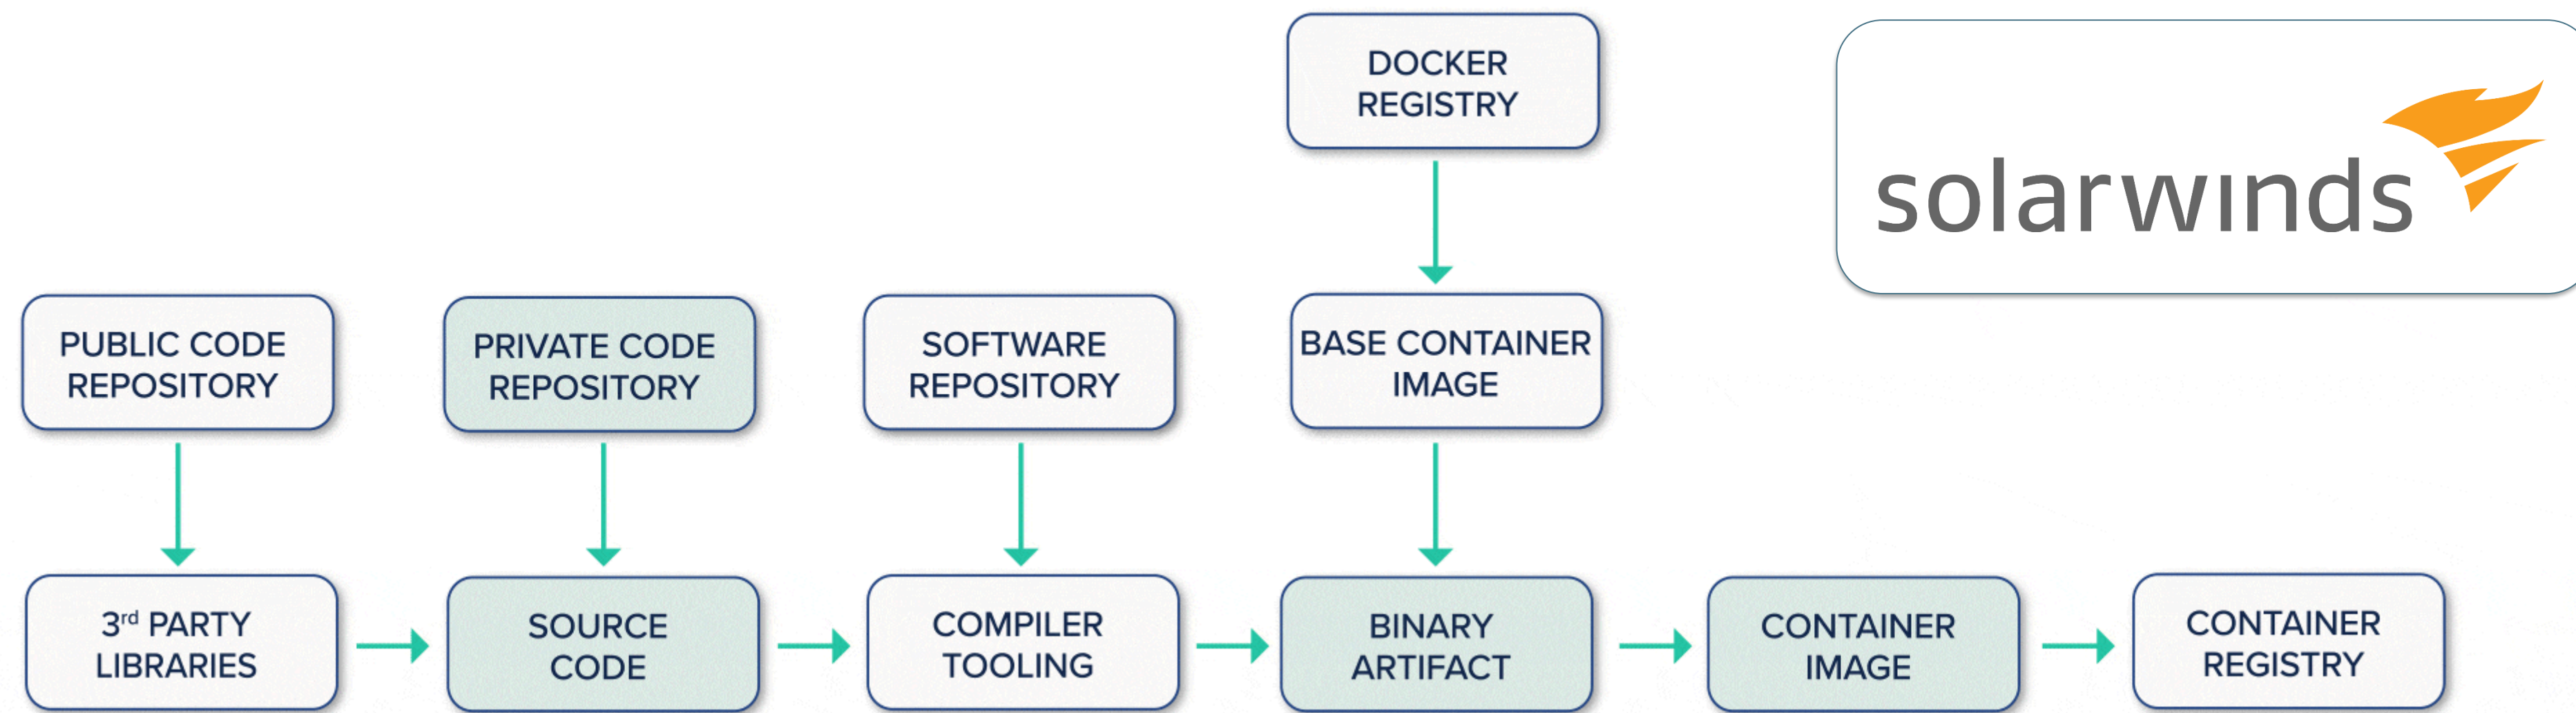 DOCKER
REGISTRY
solarwinds
PUBLIC CODE
REPOSITORY
PRIVATE CODE
REPOSITORY
SOFTWARE
REPOSITORY
BASE CONTAINER
IMAGE
3rd PARTY
LIBRARIES
SOURCE
CODE
COMPILER
TOOLING
BINARY
ARTIFACT
CONTAINER
IMAGE
CONTAINER
REGISTRY